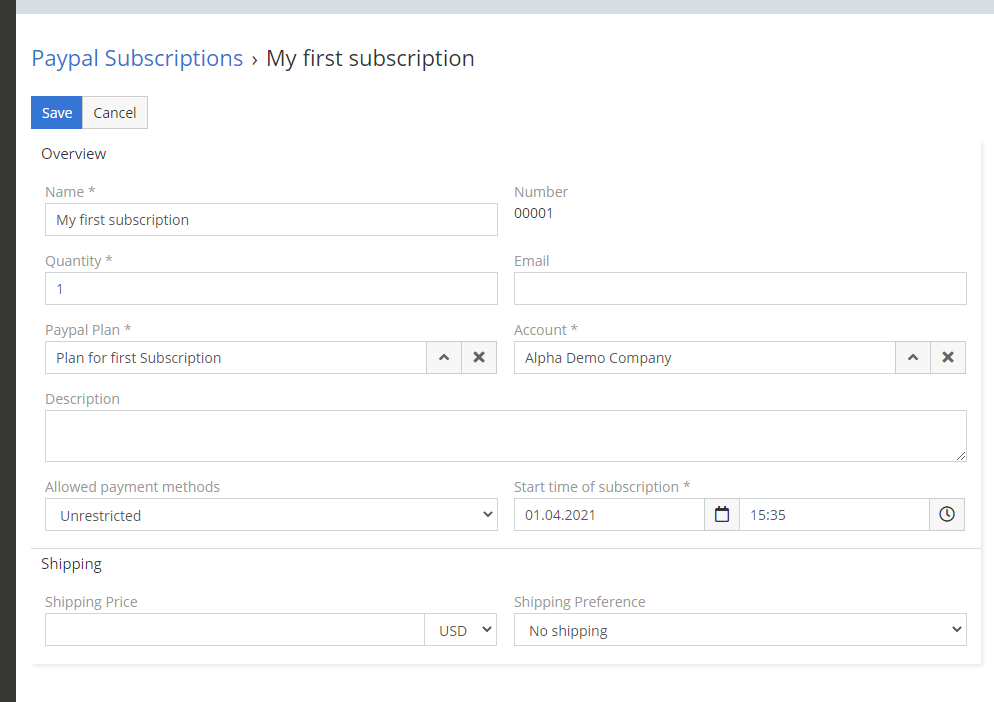 Paypal Subscriptions › My first subscription
Save Cancel
Overview
Name * Number
My first subscription 00001
Quantity * Email
1
Paypal Plan * Account *
Plan for first Subscription Alpha Demo Company
Description
Allowed payment methods Start time of subscription *
Unrestricted 01.04.2021 15:35
Shipping
Shipping Price Shipping Preference
USD No shipping